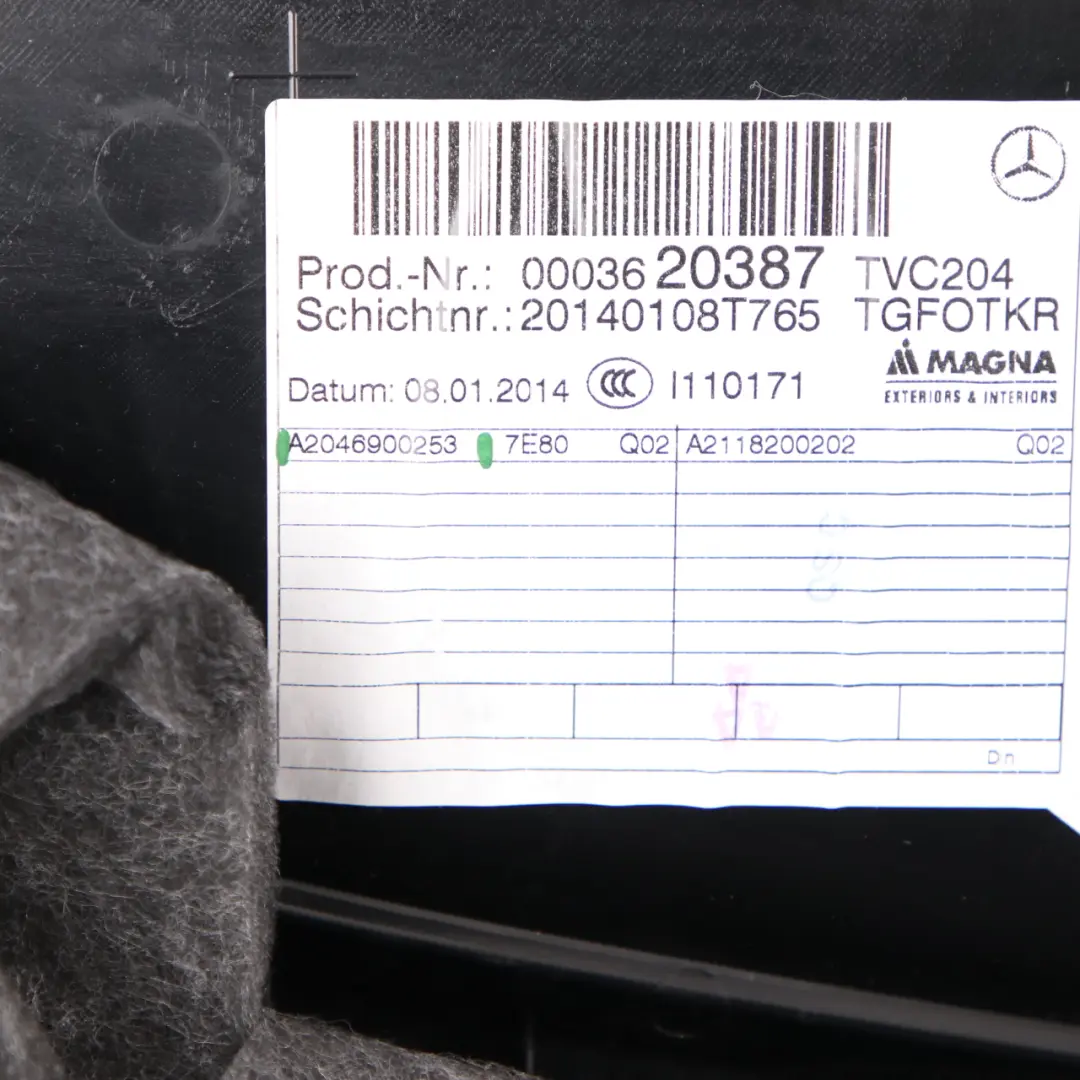 Prod.-Nr.: 00036 20387 TVC204
Schichtnr.: 20140108T765 TGFOTKR
MAGNA
EXTERIORS & INTERIORS
Datum: 08.01.2014 CCC I110171
A2046900253 7E80 Q02 A2118200202 Q02
Dn